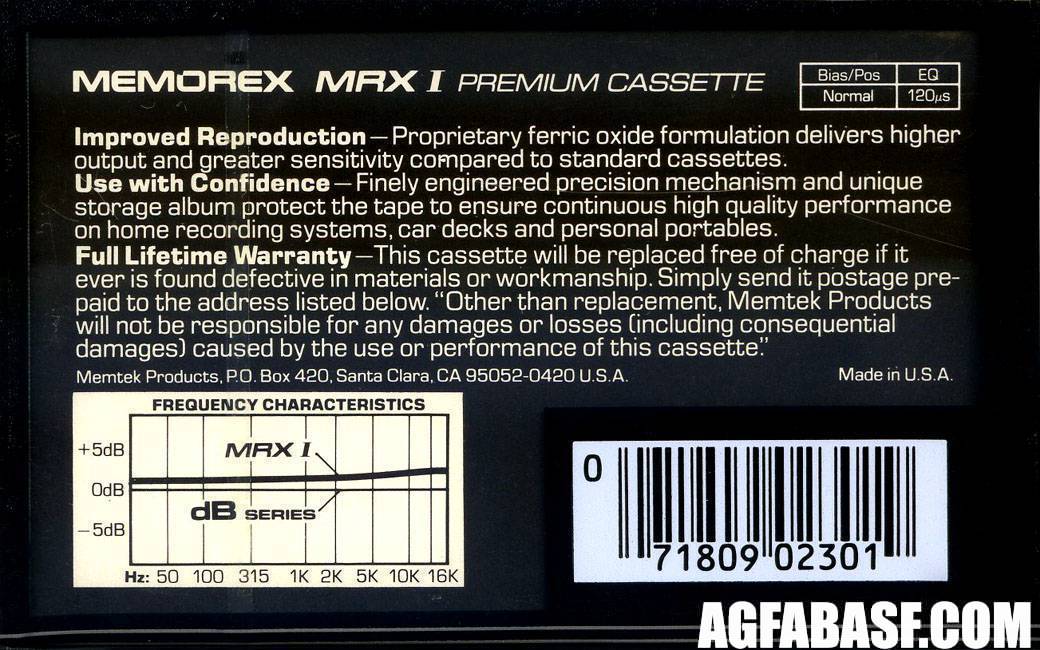 MEMOREX MRX I PREMIUM CASSETTE
Bias/Pos EQ
Normal 120µs
Improved Reproduction—Proprietary ferric oxide formulation delivers higher
output and greater sensitivity compared to standard cassettes.
Use with Confidence—Finely engineered precision mechanism and unique
storage album protect the tape to ensure continuous high quality performance
on home recording systems, car decks and personal portables.
Full Lifetime Warranty—This cassette will be replaced free of charge if it
ever is found defective in materials or workmanship. Simply send it postage pre-
paid to the address listed below. “Other than replacement, Memtek Products
will not be responsible for any damages or losses (including consequential
damages) caused by the use or performance of this cassette.”
Memtek Products, P.O. Box 420, Santa Clara, CA 95052-0420 U.S.A. Made in U.S.A.
FREQUENCY CHARACTERISTICS
+5dB
MRX I
0dB
dB SERIES
−5dB
Hz: 50 100 315 1K 2K 5K 10K 16K
0 71809 02301
AGFABASF.COM